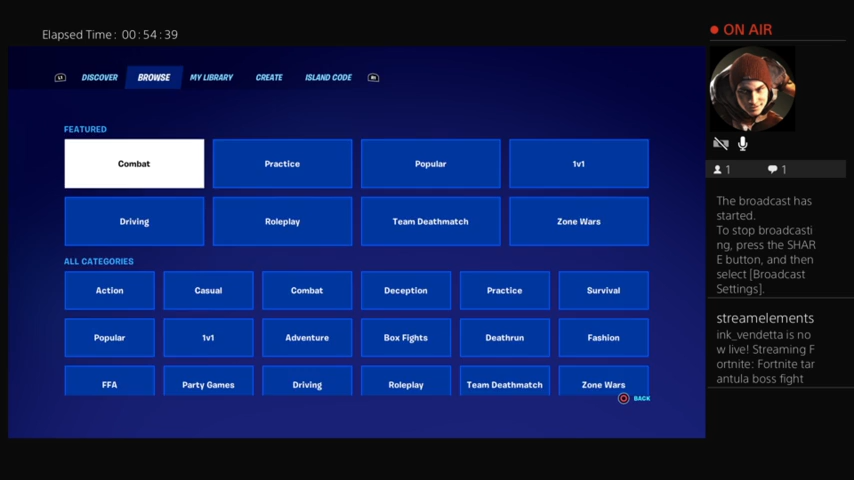 Elapsed Time : 00 : 54 : 39
ON AIR
L1 DISCOVER BROWSE MY LIBRARY CREATE ISLAND CODE R1
FEATURED
Combat Practice Popular 1v1
Driving Roleplay Team Deathmatch Zone Wars
ALL CATEGORIES
Action Casual Combat Deception Practice Survival
Popular 1v1 Adventure Box Fights Deathrun Fashion
FFA Party Games Driving Roleplay Team Deathmatch Zone Wars
BACK
1 1
The broadcast has
started.
To stop broadcasti
ng, press the SHAR
E button, and then
select [Broadcast
Settings].
streamelements
ink_vendetta is no
w live! Streaming F
ortnite: Fortnite tar
antula boss fight